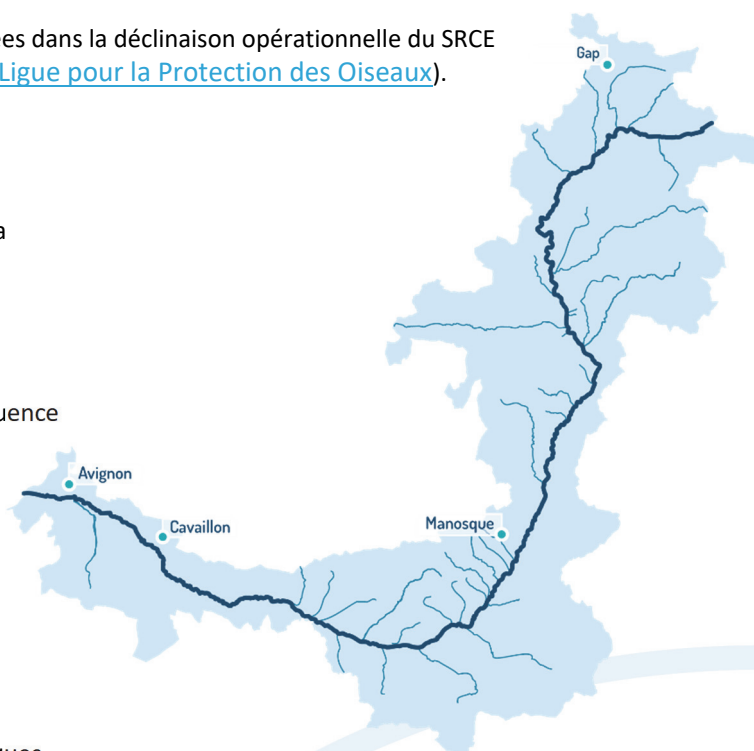 es dans la déclinaison opérationnelle du SRCE
Ligue pour la Protection des Oiseaux).
Gap
a
uence
Avignon
Cavaillon
Manosque